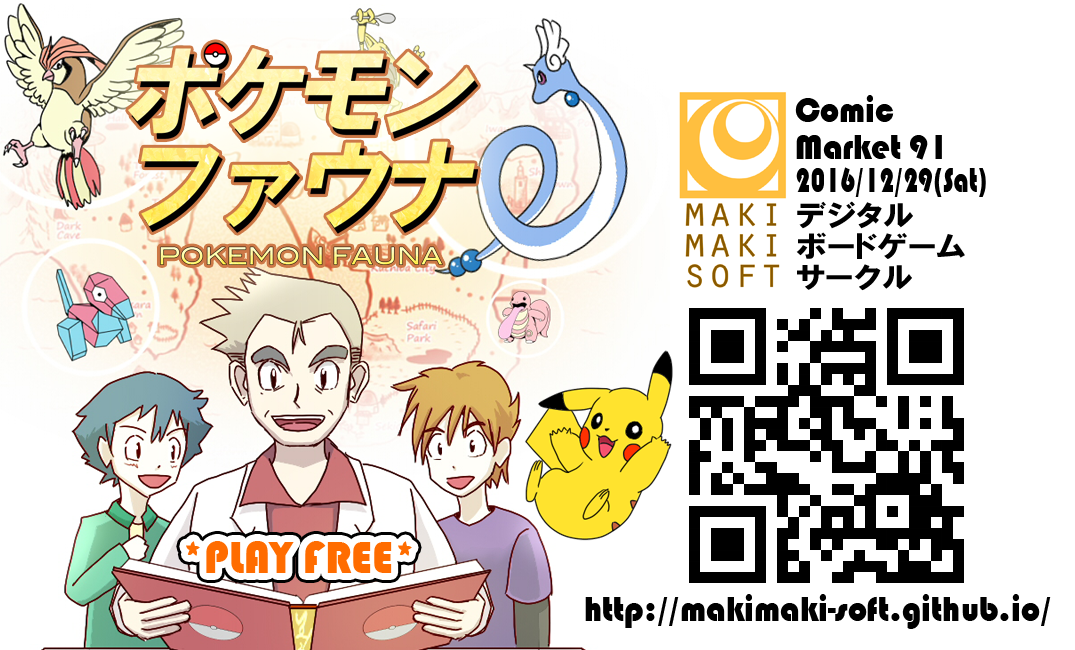 ポケモン
ファウナ
POKEMON FAUNA
Dark
Cave
Kuchiba City
Safari
Park
*PLAY FREE*
Comic
Market 91
2016/12/29(Sat)
MAKI デジタル
MAKI ボードゲーム
SOFT サークル
http://makimaki-soft.github.io/